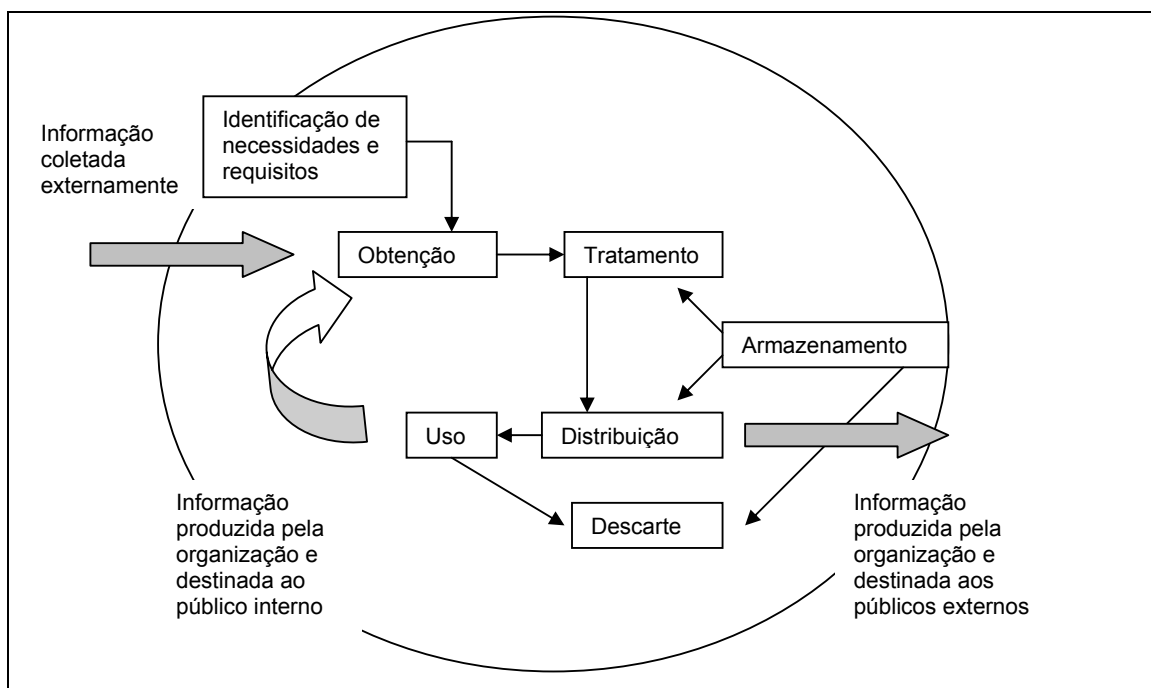 Identificação de
necessidades e
requisitos
Informação
coletada
externamente
Obtenção
Tratamento
Armazenamento
Uso
Distribuição
Descarte
Informação
produzida pela
organização e
destinada ao
público interno
Informação
produzida pela
organização e
destinada aos
públicos externos